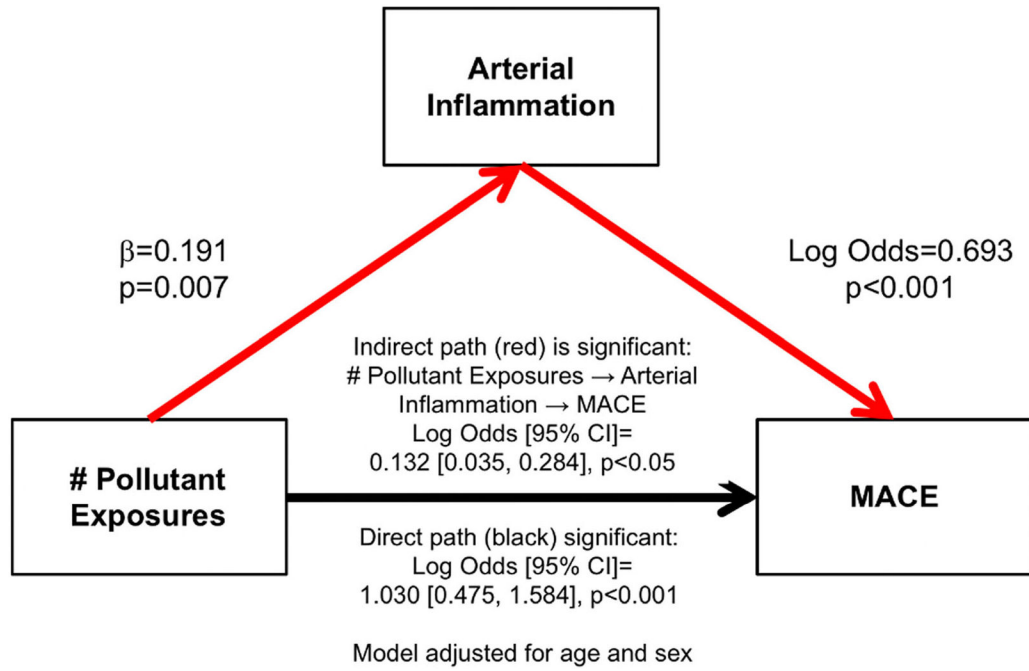 Arterial
Inflammation
β=0.191
p=0.007
Log Odds=0.693
p<0.001
Indirect path (red) is significant:
# Pollutant Exposures → Arterial
Inflammation → MACE
Log Odds [95% CI]=
0.132 [0.035, 0.284], p<0.05
# Pollutant
Exposures
MACE
Direct path (black) significant:
Log Odds [95% CI]=
1.030 [0.475, 1.584], p<0.001
Model adjusted for age and sex